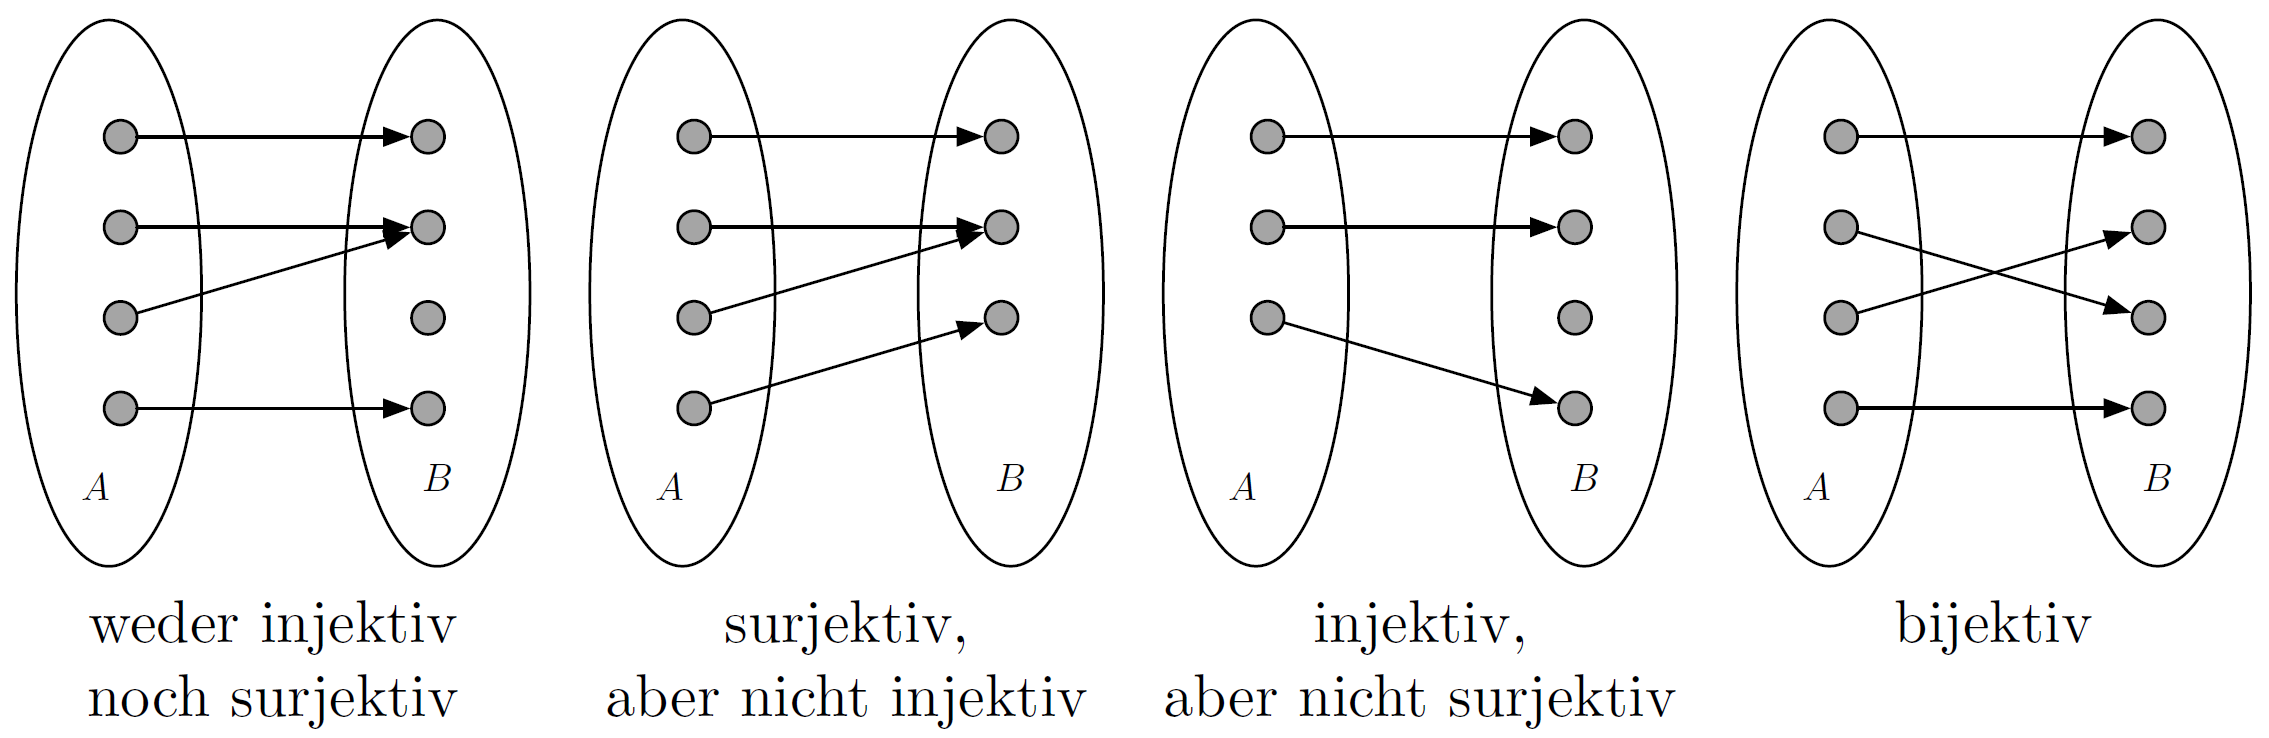 A B A B A B A B
weder injektiv surjektiv, injektiv, bijektiv
noch surjektiv aber nicht injektiv aber nicht surjektiv